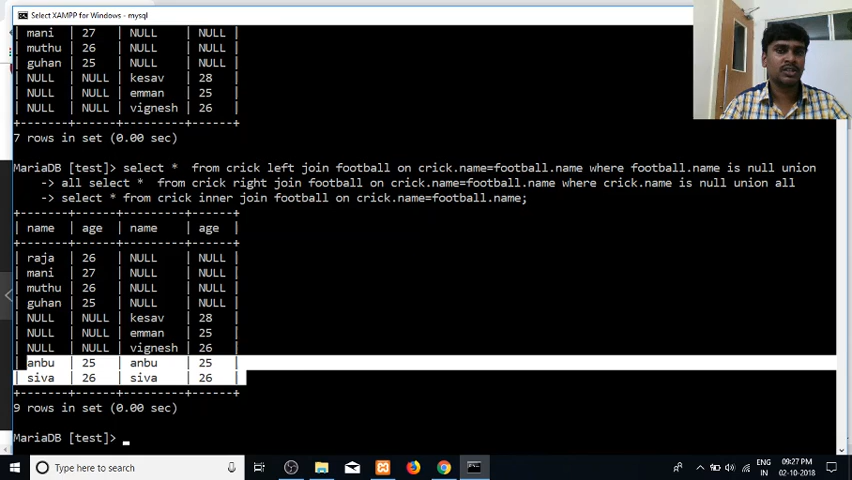 Select XAMPP for Windows - mysql
| mani | 27 | NULL | NULL |
| muthu | 26 | NULL | NULL |
| guhan | 25 | NULL | NULL |
| NULL | NULL | kesav | 28 |
| NULL | NULL | emman | 25 |
| NULL | NULL | vignesh | 26 |
+-------+------+---------+------+
7 rows in set (0.00 sec)
MariaDB [test]> select *  from crick left join football on crick.name=football.name where football.name is null union
-> all select *  from crick right join football on crick.name=football.name where crick.name is null union all
-> select * from crick inner join football on crick.name=football.name;
+-------+------+---------+------+
| name | age | name | age |
+-------+------+---------+------+
| raja | 26 | NULL | NULL |
| mani | 27 | NULL | NULL |
| muthu | 26 | NULL | NULL |
| guhan | 25 | NULL | NULL |
| NULL | NULL | kesav | 28 |
| NULL | NULL | emman | 25 |
| NULL | NULL | vignesh | 26 |
| anbu | 25 | anbu | 25 |
| siva | 26 | siva | 26 |
+-------+------+---------+------+
9 rows in set (0.00 sec)
MariaDB [test]> _
Type here to search
ENG
IN
09:27 PM
02-10-2018